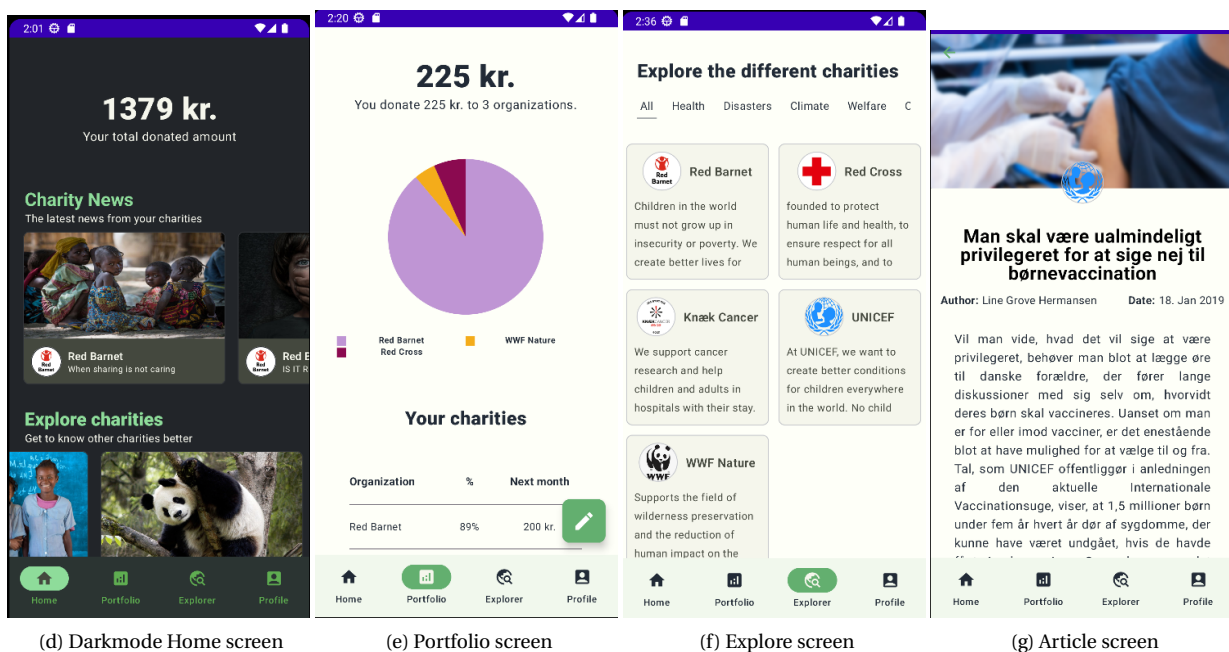 2:01
1379 kr.
Your total donated amount
Charity News
The latest news from your charities
Red Barnet
Red Barnet
When sharing is not caring
Red Barnet
Red B
IS IT R
Explore charities
Get to know other charities better
Home Portfolio Explorer Profile
(d) Darkmode Home screen
2:20
225 kr.
You donate 225 kr. to 3 organizations.
Red Barnet WWF Nature
Red Cross
Your charities
Organization % Next month
Red Barnet 89% 200 kr.
Home Portfolio Explorer Profile
(e) Portfolio screen
2:36
Explore the different charities
All Health Disasters Climate Welfare C
Red Barnet
Red Barnet
Children in the world
must not grow up in
insecurity or poverty. We
create better lives for
Red Cross
founded to protect
human life and health, to
ensure respect for all
human beings, and to
KNÆK CANCER
Knæk Cancer
We support cancer
research and help
children and adults in
hospitals with their stay.
UNICEF
At UNICEF, we want to
create better conditions
for children everywhere
in the world. No child
WWF
WWF Nature
Supports the field of
wilderness preservation
and the reduction of
human impact on the
Home Portfolio Explorer Profile
(f) Explore screen
Man skal være ualmindeligt
privilegeret for at sige nej til
børnevaccination
Author: Line Grove Hermansen Date: 18. Jan 2019
Vil man vide, hvad det vil sige at være
privilegeret, behøver man blot at lægge øre
til danske forældre, der fører lange
diskussioner med sig selv om, hvorvidt
deres børn skal vaccineres. Uanset om man
er for eller imod vacciner, er det enestående
blot at have mulighed for at vælge til og fra.
Tal, som UNICEF offentliggør i anledningen
af den aktuelle Internationale
Vaccinationsuge, viser, at 1,5 millioner børn
under fem år hvert år dør af sygdomme, der
kunne have været undgået, hvis de havde
Home Portfolio Explorer Profile
(g) Article screen